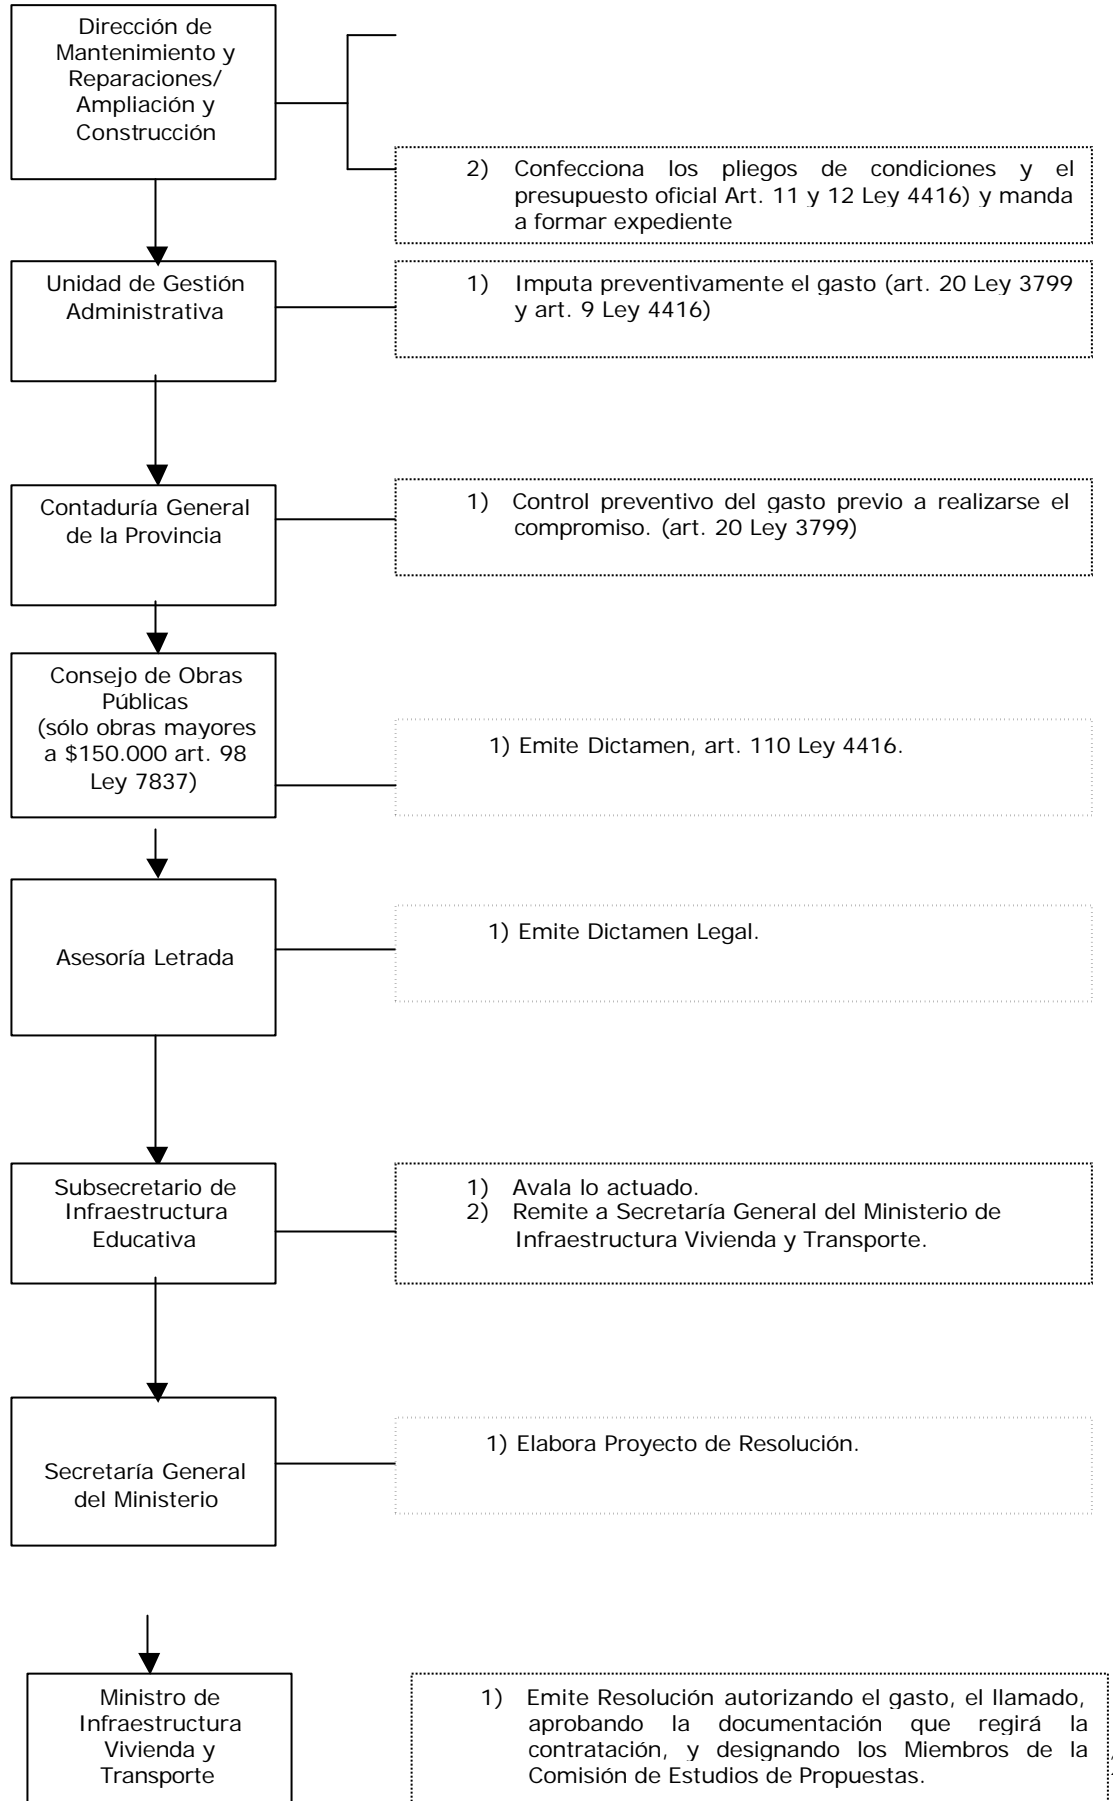 Dirección de
Mantenimiento y
Reparaciones/
Ampliación y
Construcción
2) Confecciona los pliegos de condiciones y el
presupuesto oficial Art. 11 y 12 Ley 4416) y manda
a formar expediente
Unidad de Gestión
Administrativa
1) Imputa preventivamente el gasto (art. 20 Ley 3799
y art. 9 Ley 4416)
Contaduría General
de la Provincia
1) Control preventivo del gasto previo a realizarse el
compromiso. (art. 20 Ley 3799)
Consejo de Obras
Públicas
(sólo obras mayores
a $150.000 art. 98
Ley 7837)
1) Emite Dictamen, art. 110 Ley 4416.
Asesoría Letrada
1) Emite Dictamen Legal.
Subsecretario de
Infraestructura
Educativa
1) Avala lo actuado.
2) Remite a Secretaría General del Ministerio de
Infraestructura Vivienda y Transporte.
Secretaría General
del Ministerio
1) Elabora Proyecto de Resolución.
Ministro de
Infraestructura
Vivienda y
Transporte
1) Emite Resolución autorizando el gasto, el llamado,
aprobando la documentación que regirá la
contratación, y designando los Miembros de la
Comisión de Estudios de Propuestas.